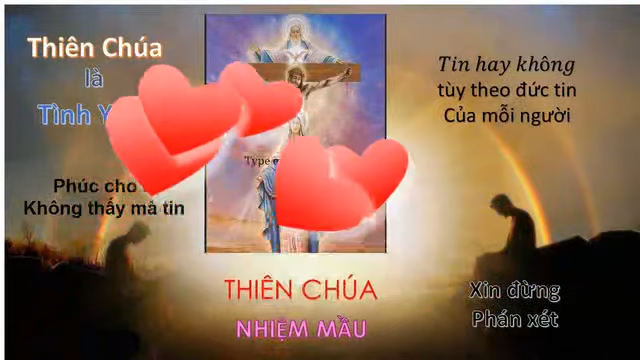 Thiên Chúa
là
Tình
Phúc cho
Không thấy mà tin
Type
Tin hay không
tùy theo đức tin
Của mỗi người
THIÊN CHÚA
NHIỆM MẦU
Xin đừng
Phán xét